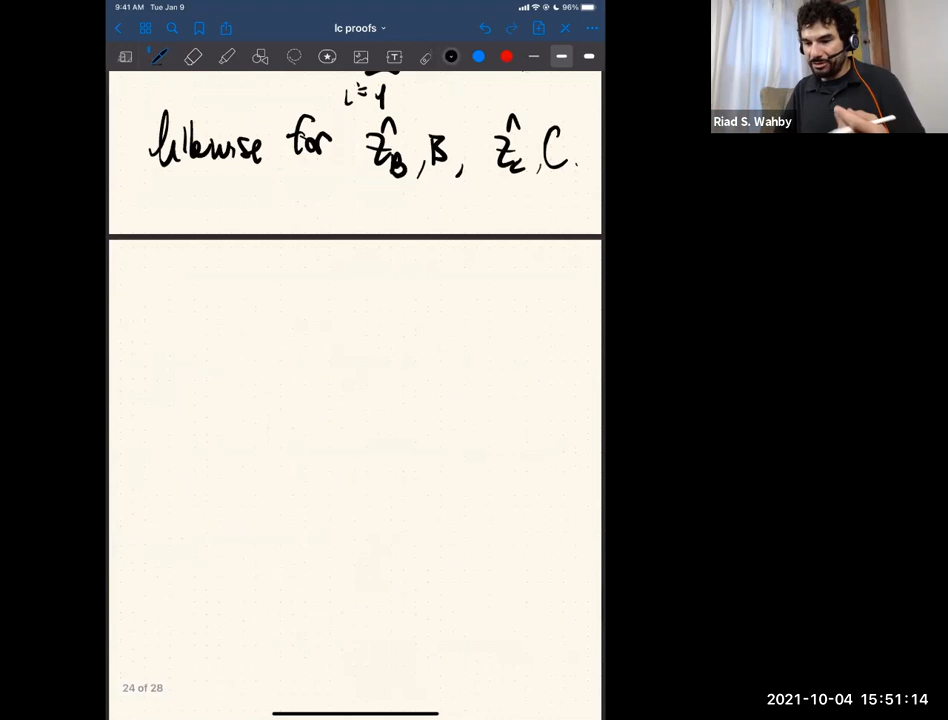 9:41 AM Tue Jan 9
96%
lc proofs
i=1
likewise for ẑ_B, B, ẑ_C, C.
Riad S. Wahby
24 of 28
2021-10-04 15:51:14